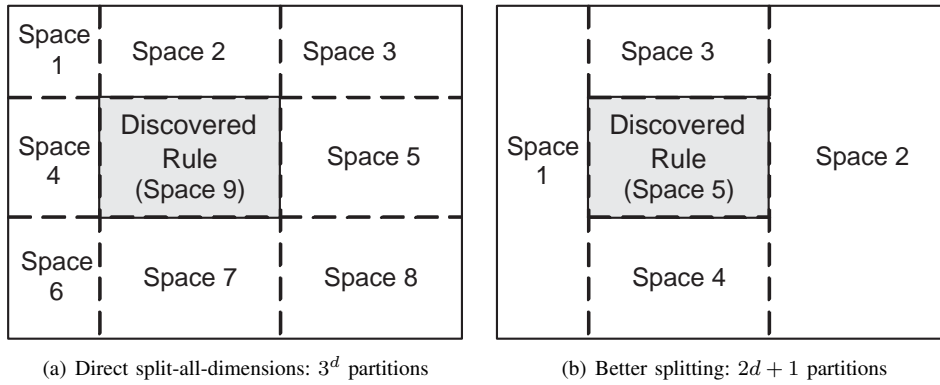 Space
1
Space 2
Space 3
Space
4
Discovered
Rule
(Space 9)
Space 5
Space
6
Space 7
Space 8
(a) Direct split-all-dimensions: 3^d partitions
Space
1
Space 3
Discovered
Rule
(Space 5)
Space 2
Space 4
(b) Better splitting: 2d + 1 partitions